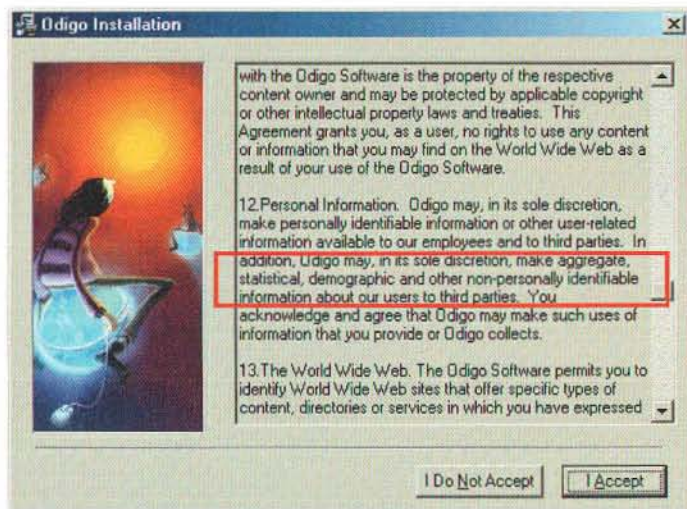 Odigo Installation
with the Odigo Software is the property of the respective
content owner and may be protected by applicable copyright
or other intellectual property laws and treaties. This
Agreement grants you, as a user, no rights to use any content
or information that you may find on the World Wide Web as a
result of your use of the Odigo Software.
12.Personal Information. Odigo may, in its sole discretion,
make personally identifiable information or other user-related
information available to our employees and to third parties. In
addition, Odigo may, in its sole discretion, make aggregate,
statistical, demographic and other non-personally identifiable
information about our users to third parties. You
acknowledge and agree that Odigo may make such uses of
information that you provide or Odigo collects.
13.The World Wide Web. The Odigo Software permits you to
identify World Wide Web sites that offer specific types of
content, directories or services in which you have expressed
I Do Not Accept
I Accept